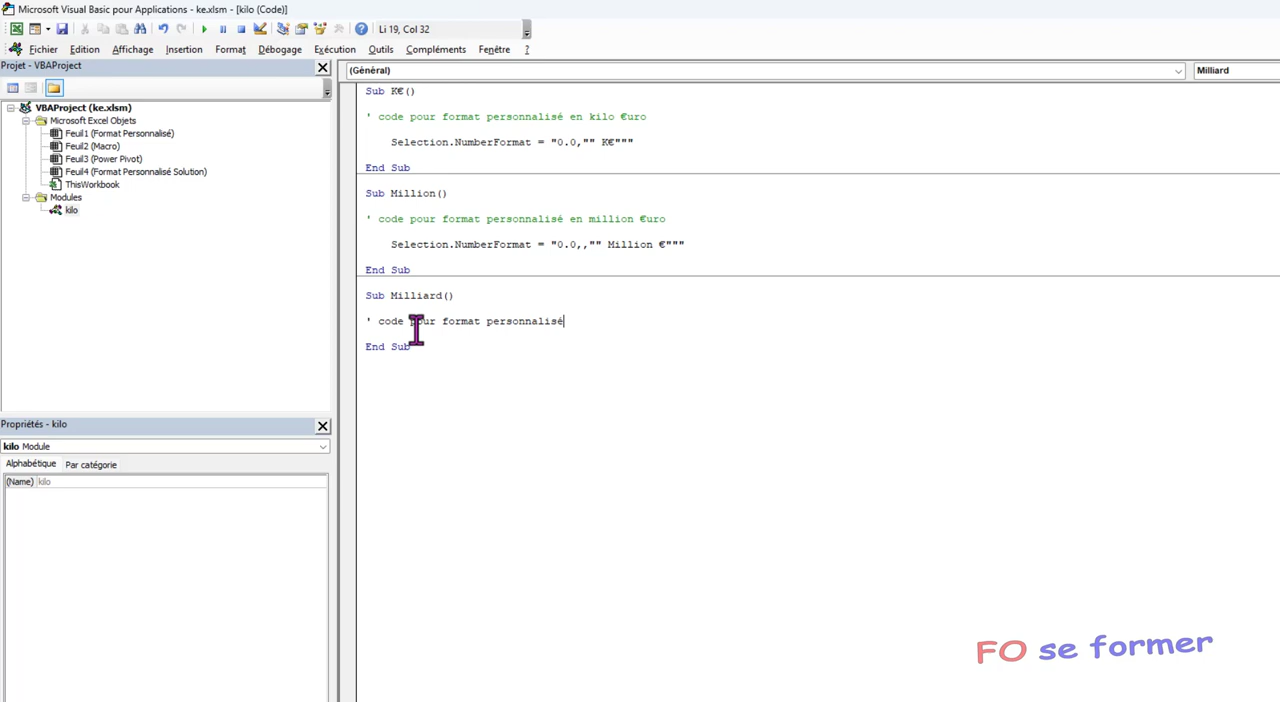 Microsoft Visual Basic pour Applications - ke.xlsm - [kilo (Code)]
Li 19, Col 32
Fichier Edition Affichage Insertion Format Débogage Exécution Outils Compléments Fenêtre ?
Projet - VBAProject
(Général)
Milliard
VBAProject (ke.xlsm)
Microsoft Excel Objets
Feuil1 (Format Personnalisé)
Feuil2 (Macro)
Feuil3 (Power Pivot)
Feuil4 (Format Personnalisé Solution)
ThisWorkbook
Modules
kilo
Propriétés - kilo
kilo Module
Alphabétique Par catégorie
(Name) kilo
Sub K€()
' code pour format personnalisé en kilo €uro
Selection.NumberFormat = "0.0,"" K€"""
End Sub
Sub Million()
' code pour format personnalisé en million €uro
Selection.NumberFormat = "0.0,,"" Million €"""
End Sub
Sub Milliard()
' code pour format personnalisé
End Sub
FO se former